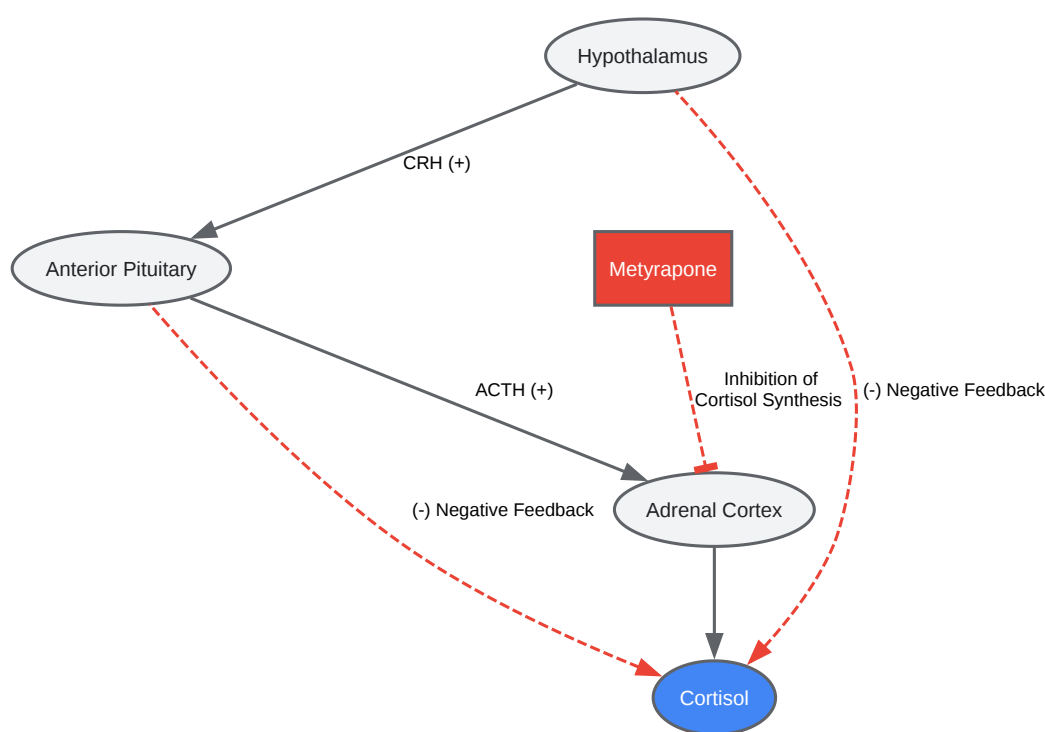 Hypothalamus
CRH (+)
Anterior Pituitary
Metyrapone
Inhibition of
Cortisol Synthesis
(-) Negative Feedback
ACTH (+)
(-) Negative Feedback
Adrenal Cortex
Cortisol